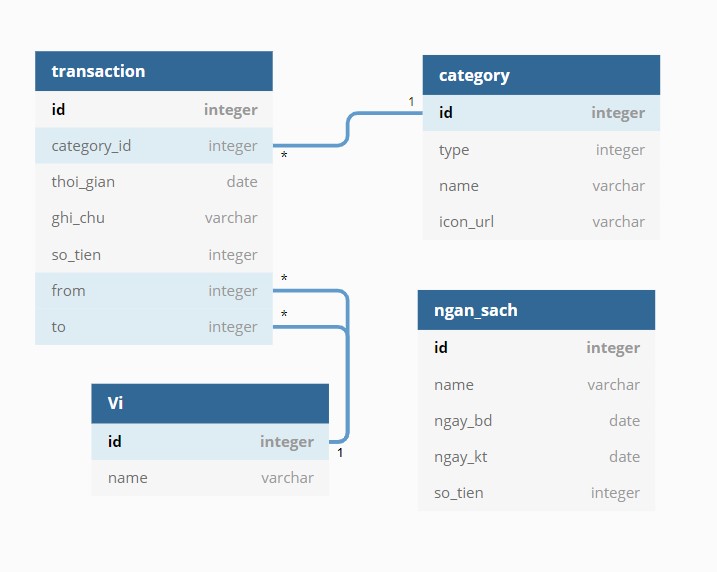 transaction
id integer
category_id integer
thoi_gian date
ghi_chu varchar
so_tien integer
from integer
to integer
*
*
*
1
category
id integer
type integer
name varchar
icon_url varchar
Vi
id integer
name varchar
1
ngan_sach
id integer
name varchar
ngay_bd date
ngay_kt date
so_tien integer